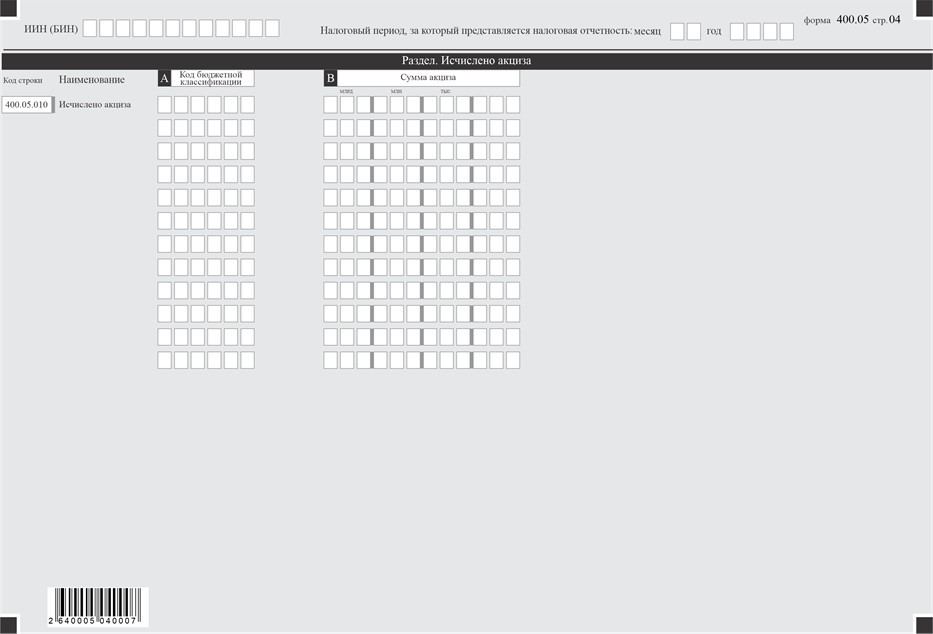 форма 400.05 стр. 04
ИИН (БИН)
Налоговый период, за который представляется налоговая отчетность: месяц год
Раздел. Исчислено акциза
Код строки Наименование A Код бюджетной классификации B Сумма акциза
млрд млн тыс
400.05.010 Исчислено акциза
2 640005 040007